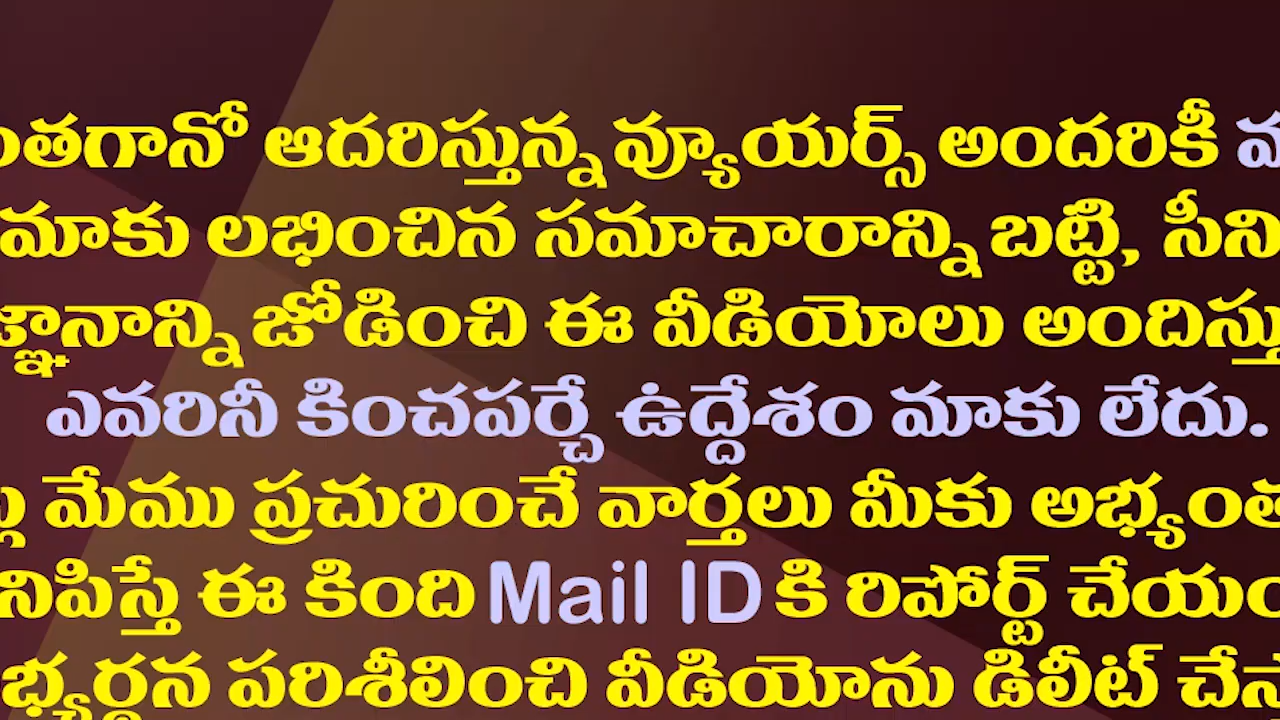 ంతగానో ఆదరిస్తున్న వ్యూయర్స్ అందరికీ
మాకు లభించిన సమాచారాన్ని బట్టి, సీని
జ్ఞానాన్ని జోడించి ఈ వీడియోలు అందిస్తు
ఎవరినీ కించపర్చే ఉద్దేశం మాకు లేదు.
మేము ప్రచురించే వార్తలు మీకు అభ్యంత
నిపిస్తే ఈ కింది Mail ID కి రిపోర్ట్ చేయం
భ్యర్ధన పరిశీలించి వీడియోను డిలీట్ చేస